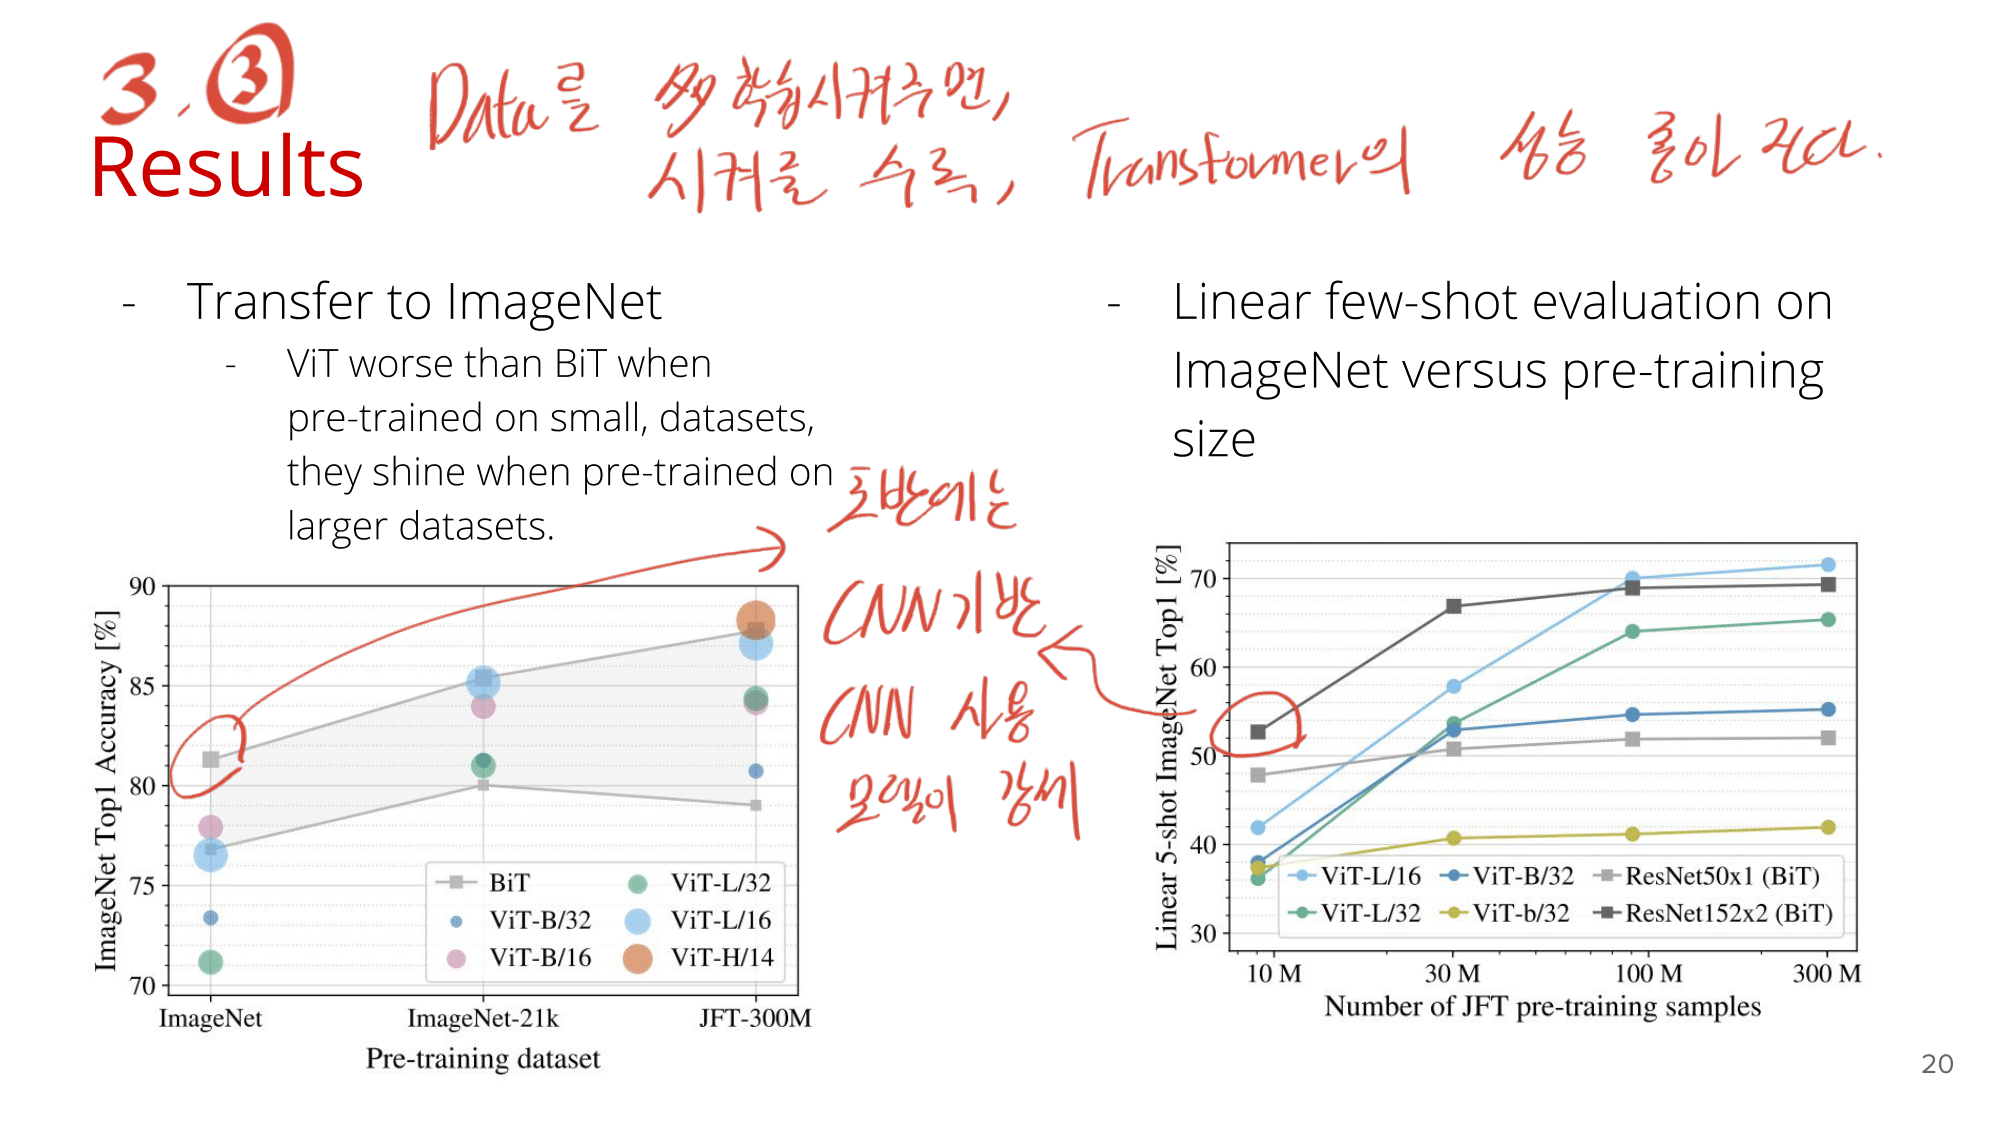 3. ③
Data를 多 학습시켜주면,
시켜줄 수록, Transformer의 성능 좋아진다.
Results
- Transfer to ImageNet
- ViT worse than BiT when
pre-trained on small, datasets,
they shine when pre-trained on
larger datasets.
초반에는
CNN기반
CNN 사용
모델이 강세
90
85
80
75
70
ImageNet Top1 Accuracy [%]
BiT
ViT-B/32
ViT-B/16
ViT-L/32
ViT-L/16
ViT-H/14
ImageNet
ImageNet-21k
JFT-300M
Pre-training dataset
- Linear few-shot evaluation on
ImageNet versus pre-training
size
70
60
50
40
30
Linear 5-shot ImageNet Top1 [%]
ViT-L/16
ViT-B/32
ResNet50x1 (BiT)
ViT-L/32
ViT-b/32
ResNet152x2 (BiT)
10 M
30 M
100 M
300 M
Number of JFT pre-training samples
20